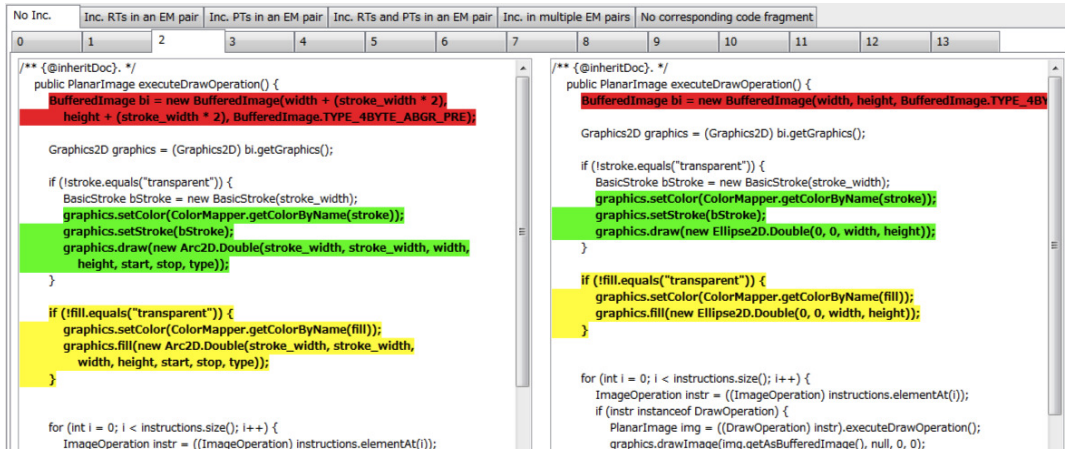 No Inc. Inc. RTs in an EM pair Inc. PTs in an EM pair Inc. RTs and PTs in an EM pair Inc. in multiple EM pairs No corresponding code fragment
0 1 2 3 4 5 6 7 8 9 10 11 12 13
/** {@inheritDoc}. */
public PlanarImage executeDrawOperation() {
BufferedImage bi = new BufferedImage(width + (stroke_width * 2),
height + (stroke_width * 2), BufferedImage.TYPE_4BYTE_ABGR_PRE);
Graphics2D graphics = (Graphics2D) bi.getGraphics();
if (!stroke.equals("transparent")) {
BasicStroke bStroke = new BasicStroke(stroke_width);
graphics.setColor(ColorMapper.getColorByName(stroke));
graphics.setStroke(bStroke);
graphics.draw(new Arc2D.Double(stroke_width, stroke_width, width,
height, start, stop, type));
}
if (!fill.equals("transparent")) {
graphics.setColor(ColorMapper.getColorByName(fill));
graphics.fill(new Arc2D.Double(stroke_width, stroke_width,
width, height, start, stop, type));
}
for (int i = 0; i < instructions.size(); i++) {
ImageOperation instr = ((ImageOperation) instructions.elementAt(i));
/** {@inheritDoc}. */
public PlanarImage executeDrawOperation() {
BufferedImage bi = new BufferedImage(width, height, BufferedImage.TYPE_4BY
Graphics2D graphics = (Graphics2D) bi.getGraphics();
if (!stroke.equals("transparent")) {
BasicStroke bStroke = new BasicStroke(stroke_width);
graphics.setColor(ColorMapper.getColorByName(stroke));
graphics.setStroke(bStroke);
graphics.draw(new Ellipse2D.Double(0, 0, width, height));
}
if (!fill.equals("transparent")) {
graphics.setColor(ColorMapper.getColorByName(fill));
graphics.fill(new Ellipse2D.Double(0, 0, width, height));
}
for (int i = 0; i < instructions.size(); i++) {
ImageOperation instr = ((ImageOperation) instructions.elementAt(i));
if (instr instanceof DrawOperation) {
PlanarImage img = ((DrawOperation) instr).executeDrawOperation();
graphics.drawImage(img.getAsBufferedImage(), null, 0, 0);